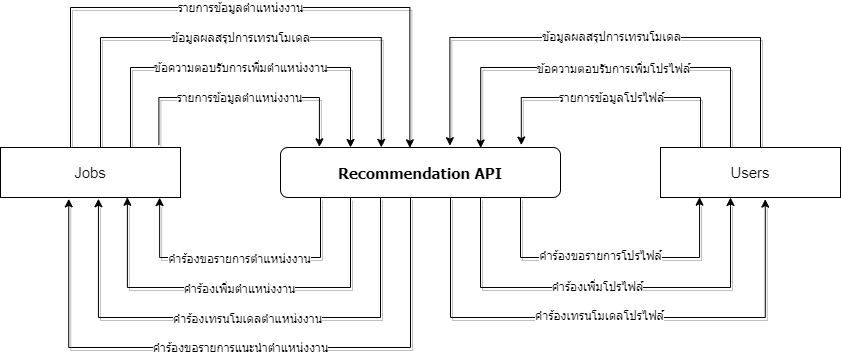 รายการข้อมูลตำแหน่งงาน
ข้อมูลผลสรุปการเทรนโมเดล
ข้อมูลผลสรุปการเทรนโมเดล
ข้อความตอบรับการเพิ่มตำแหน่งงาน
ข้อความตอบรับการเพิ่มโปรไฟล์
รายการข้อมูลตำแหน่งงาน
รายการข้อมูลโปรไฟล์
Jobs
Recommendation API
Users
คำร้องขอรายการตำแหน่งงาน
คำร้องขอรายการโปรไฟล์
คำร้องเพิ่มตำแหน่งงาน
คำร้องเพิ่มโปรไฟล์
คำร้องเทรนโมเดลตำแหน่งงาน
คำร้องเทรนโมเดลโปรไฟล์
คำร้องขอรายการแนะนำตำแหน่งงาน